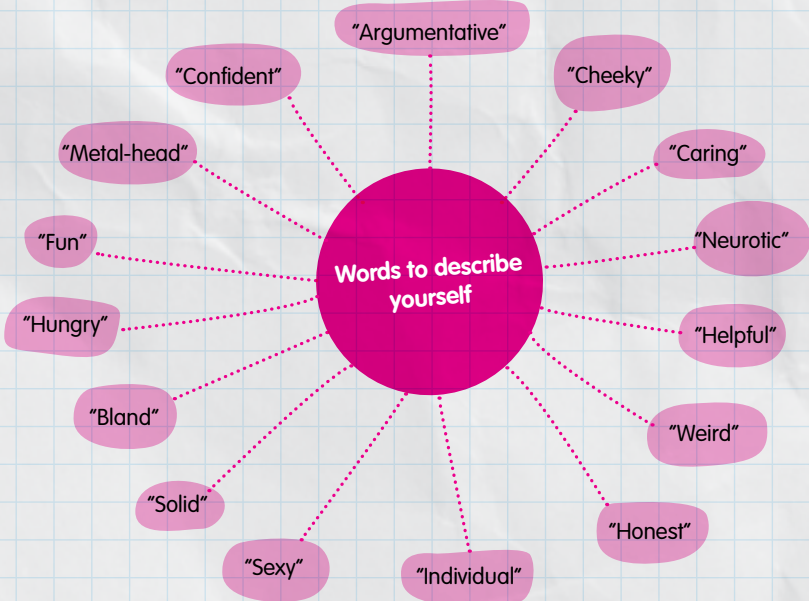 "Argumentative"
"Confident"
"Cheeky"
"Metal-head"
"Caring"
"Fun"
"Neurotic"
Words to describe
yourself
"Hungry"
"Helpful"
"Bland"
"Weird"
"Solid"
"Honest"
"Sexy"
"Individual"